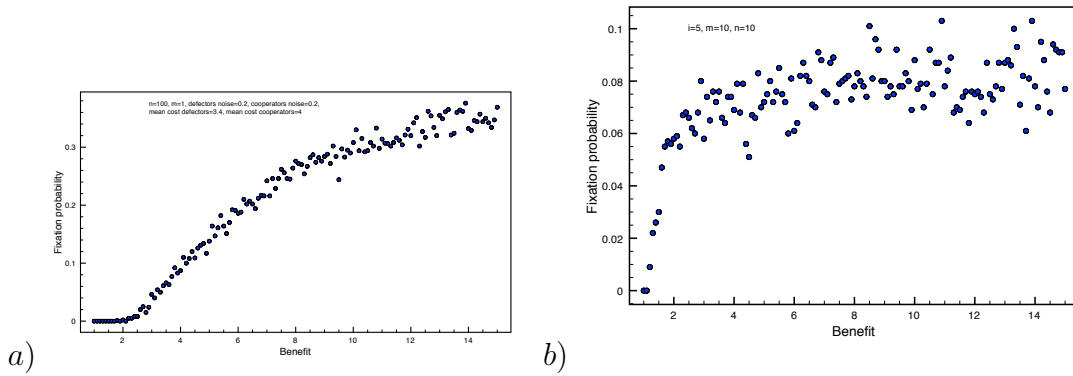 n=100, m=1, defectors noise=0.2, cooperators noise=0.2,
mean cost defectors=3.4, mean cost cooperators=4
Fixation probability
0.3
0.2
0.1
0
2 4 6 8 10 12 14
Benefit
a)
i=5, m=10, n=10
Fixation probability
0.1
0.08
0.06
0.04
0.02
0
2 4 6 8 10 12 14
Benefit
b)